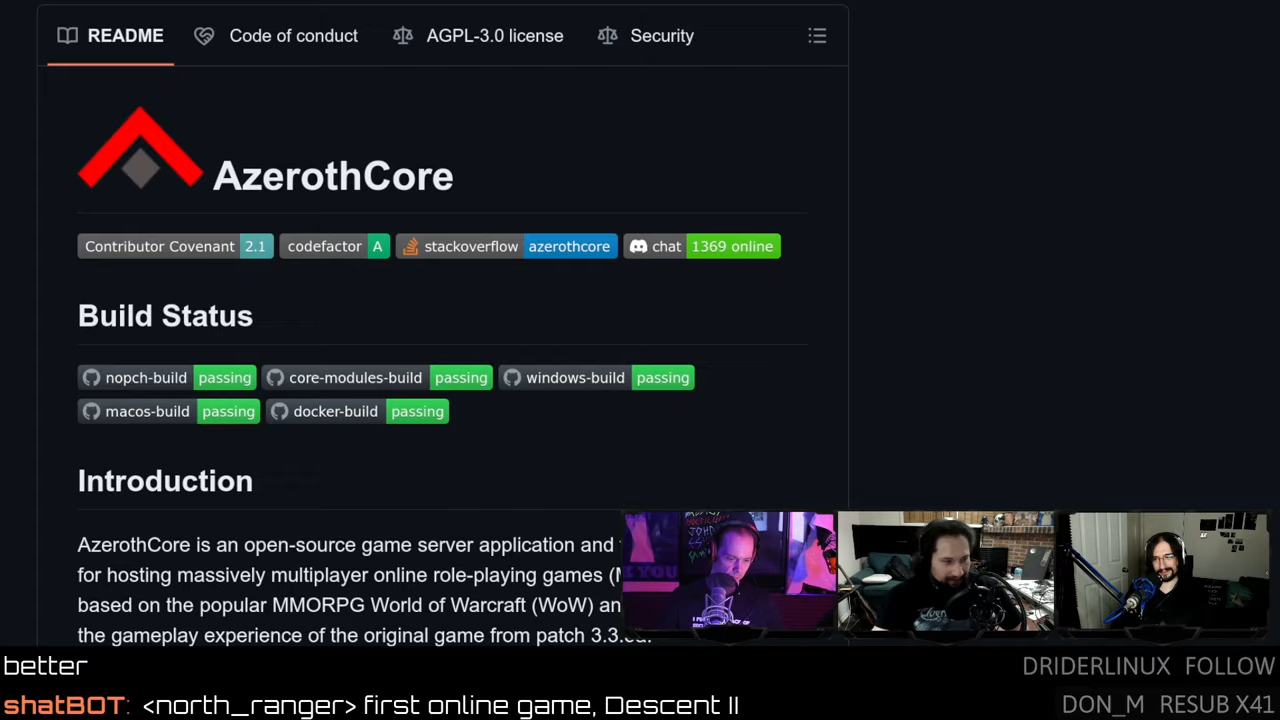 README Code of conduct AGPL-3.0 license Security
AzerothCore
Contributor Covenant 2.1 codefactor A stackoverflow azerothcore chat 1369 online
Build Status
nopch-build passing core-modules-build passing windows-build passing
macos-build passing docker-build passing
Introduction
AzerothCore is an open-source game server application and
for hosting massively multiplayer online role-playing games
based on the popular MMORPG World of Warcraft (WoW)
the gameplay experience of the original game from patch
better
shatBOT: <north_ranger> first online game, Descent II
DRIDERLINUX FOLLOW
DON_M RESUB X41